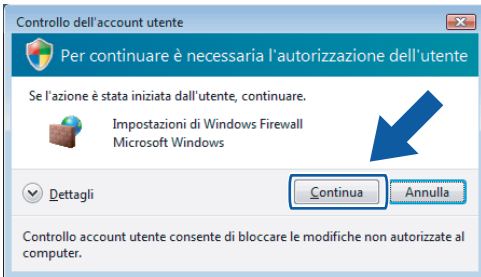 Controllo dell'account utente
Per continuare è necessaria l'autorizzazione dell'utente
Se l'azione è stata iniziata dall'utente, continuare.
Impostazioni di Windows Firewall
Microsoft Windows
Dettagli
Continua
Annulla
Controllo account utente consente di bloccare le modifiche non autorizzate al
computer.